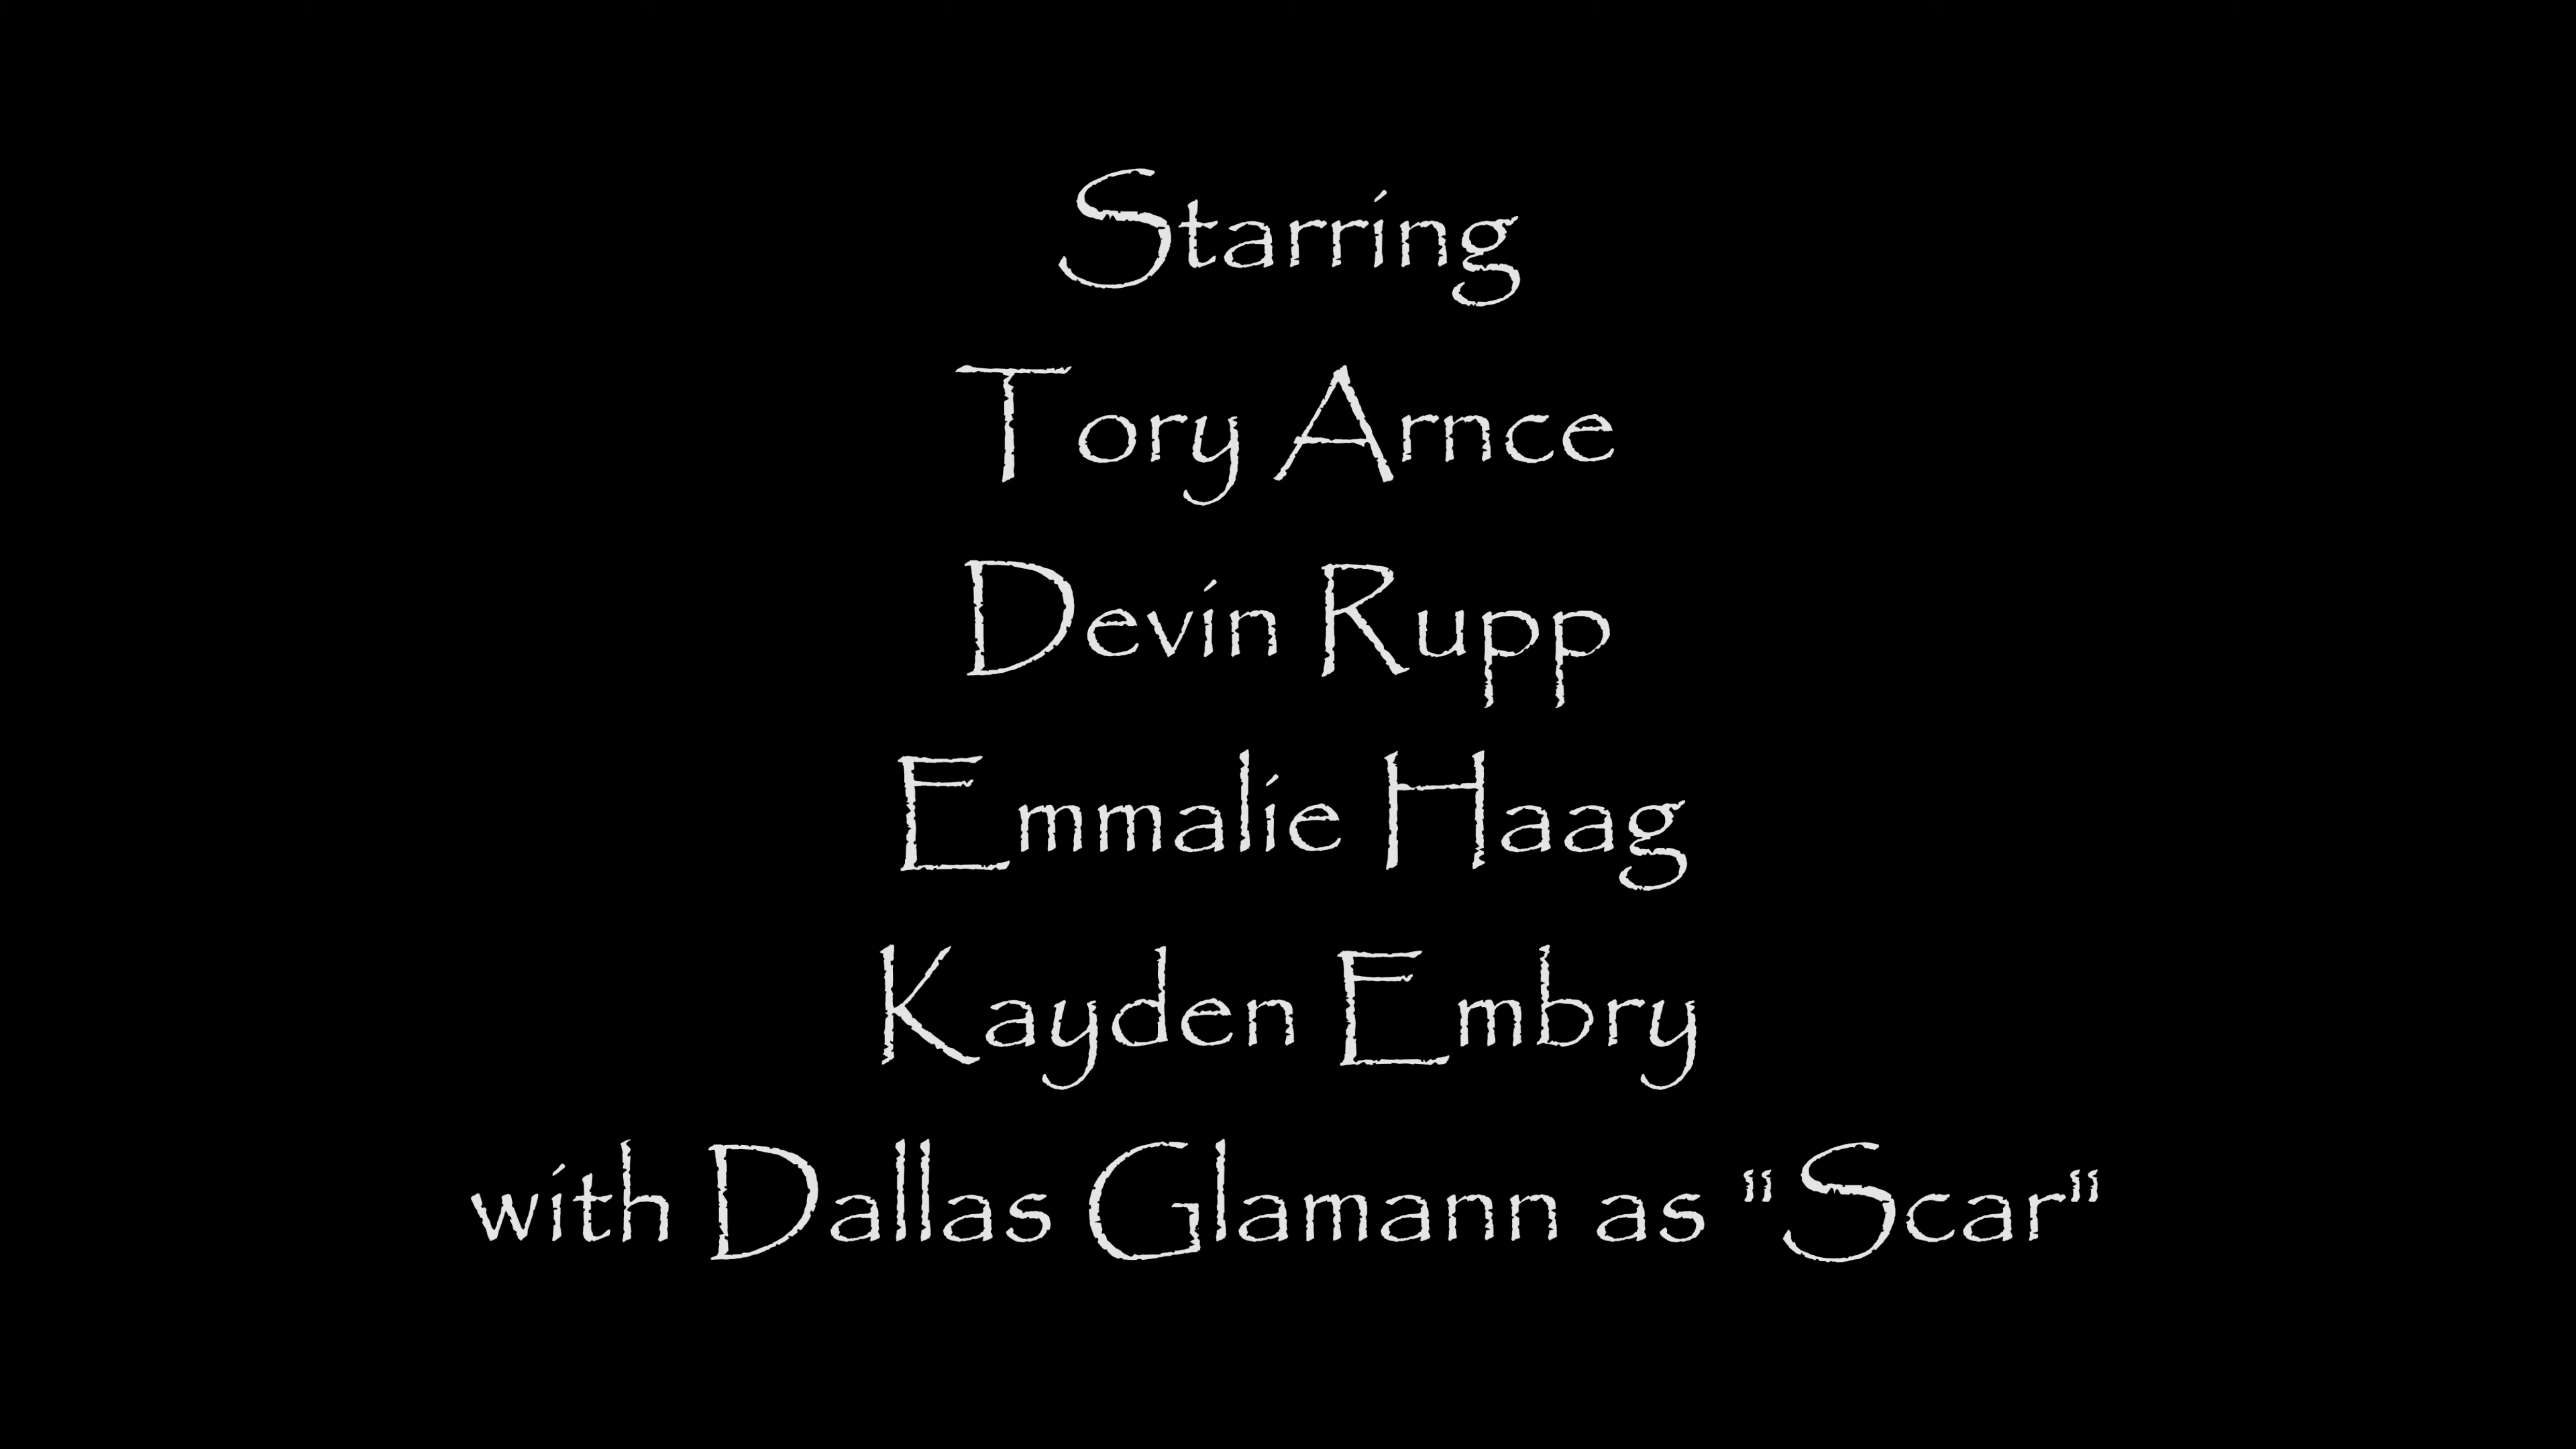 Starring
Tory Arnce
Devin Rupp
Emmalie Haag
Kayden Embry
with Dallas Glamann as "Scar"